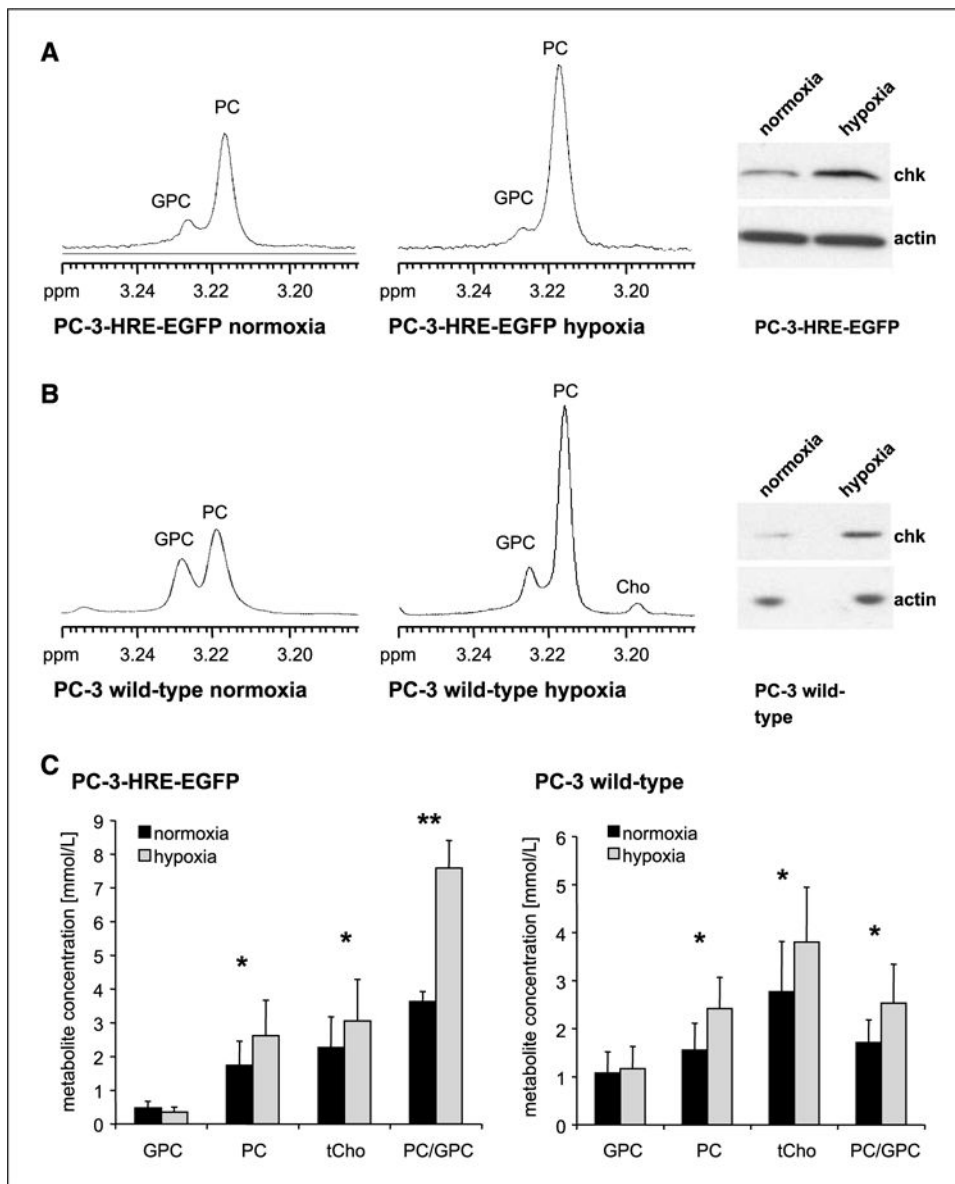 A
PC
GPC
ppm 3.24 3.22 3.20
PC-3-HRE-EGFP normoxia
PC
GPC
ppm 3.24 3.22 3.20
PC-3-HRE-EGFP hypoxia
normoxia hypoxia
chk
actin
PC-3-HRE-EGFP
B
GPC PC
ppm 3.24 3.22 3.20
PC-3 wild-type normoxia
PC
GPC
Cho
ppm 3.24 3.22 3.20
PC-3 wild-type hypoxia
normoxia hypoxia
chk
actin
PC-3 wild-
type
C
PC-3-HRE-EGFP
metabolite concentration [mmol/L]
9
8
7
6
5
4
3
2
1
0
normoxia
hypoxia
* * **
GPC PC tCho PC/GPC
PC-3 wild-type
metabolite concentration [mmol/L]
6
5
4
3
2
1
0
normoxia
hypoxia
* * *
GPC PC tCho PC/GPC